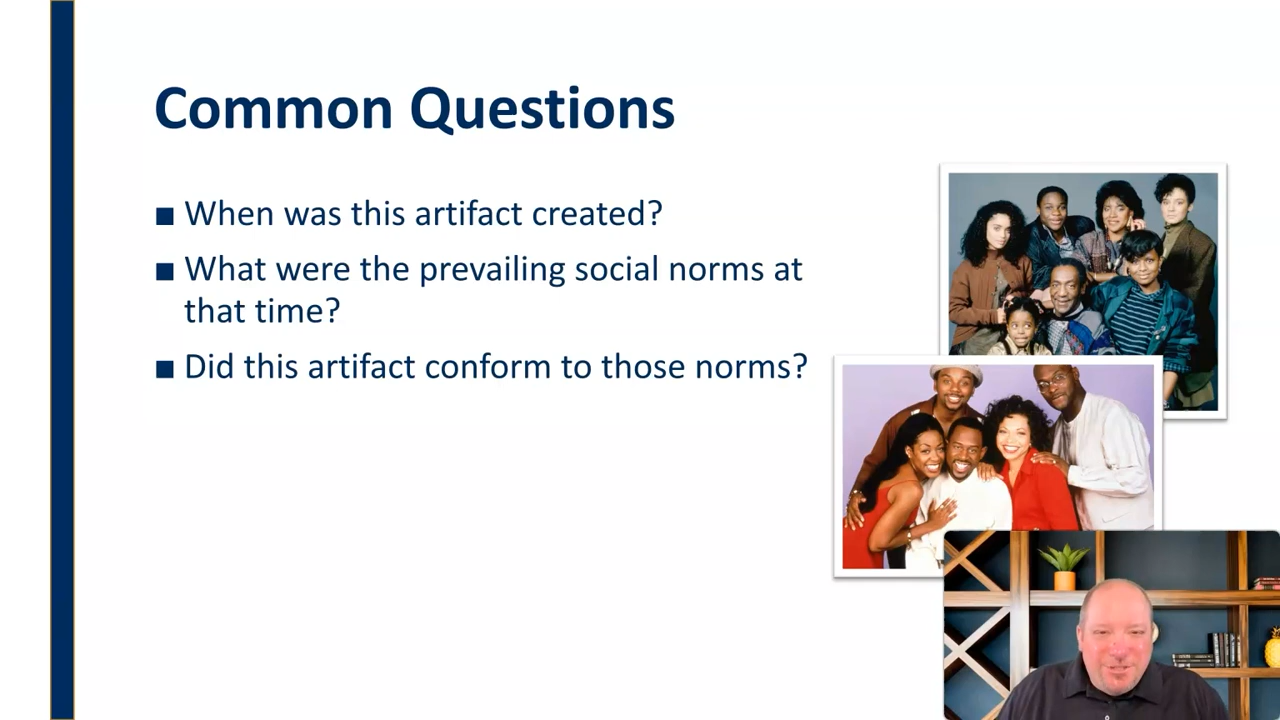 Common Questions
■ When was this artifact created?
■ What were the prevailing social norms at
that time?
■ Did this artifact conform to those norms?